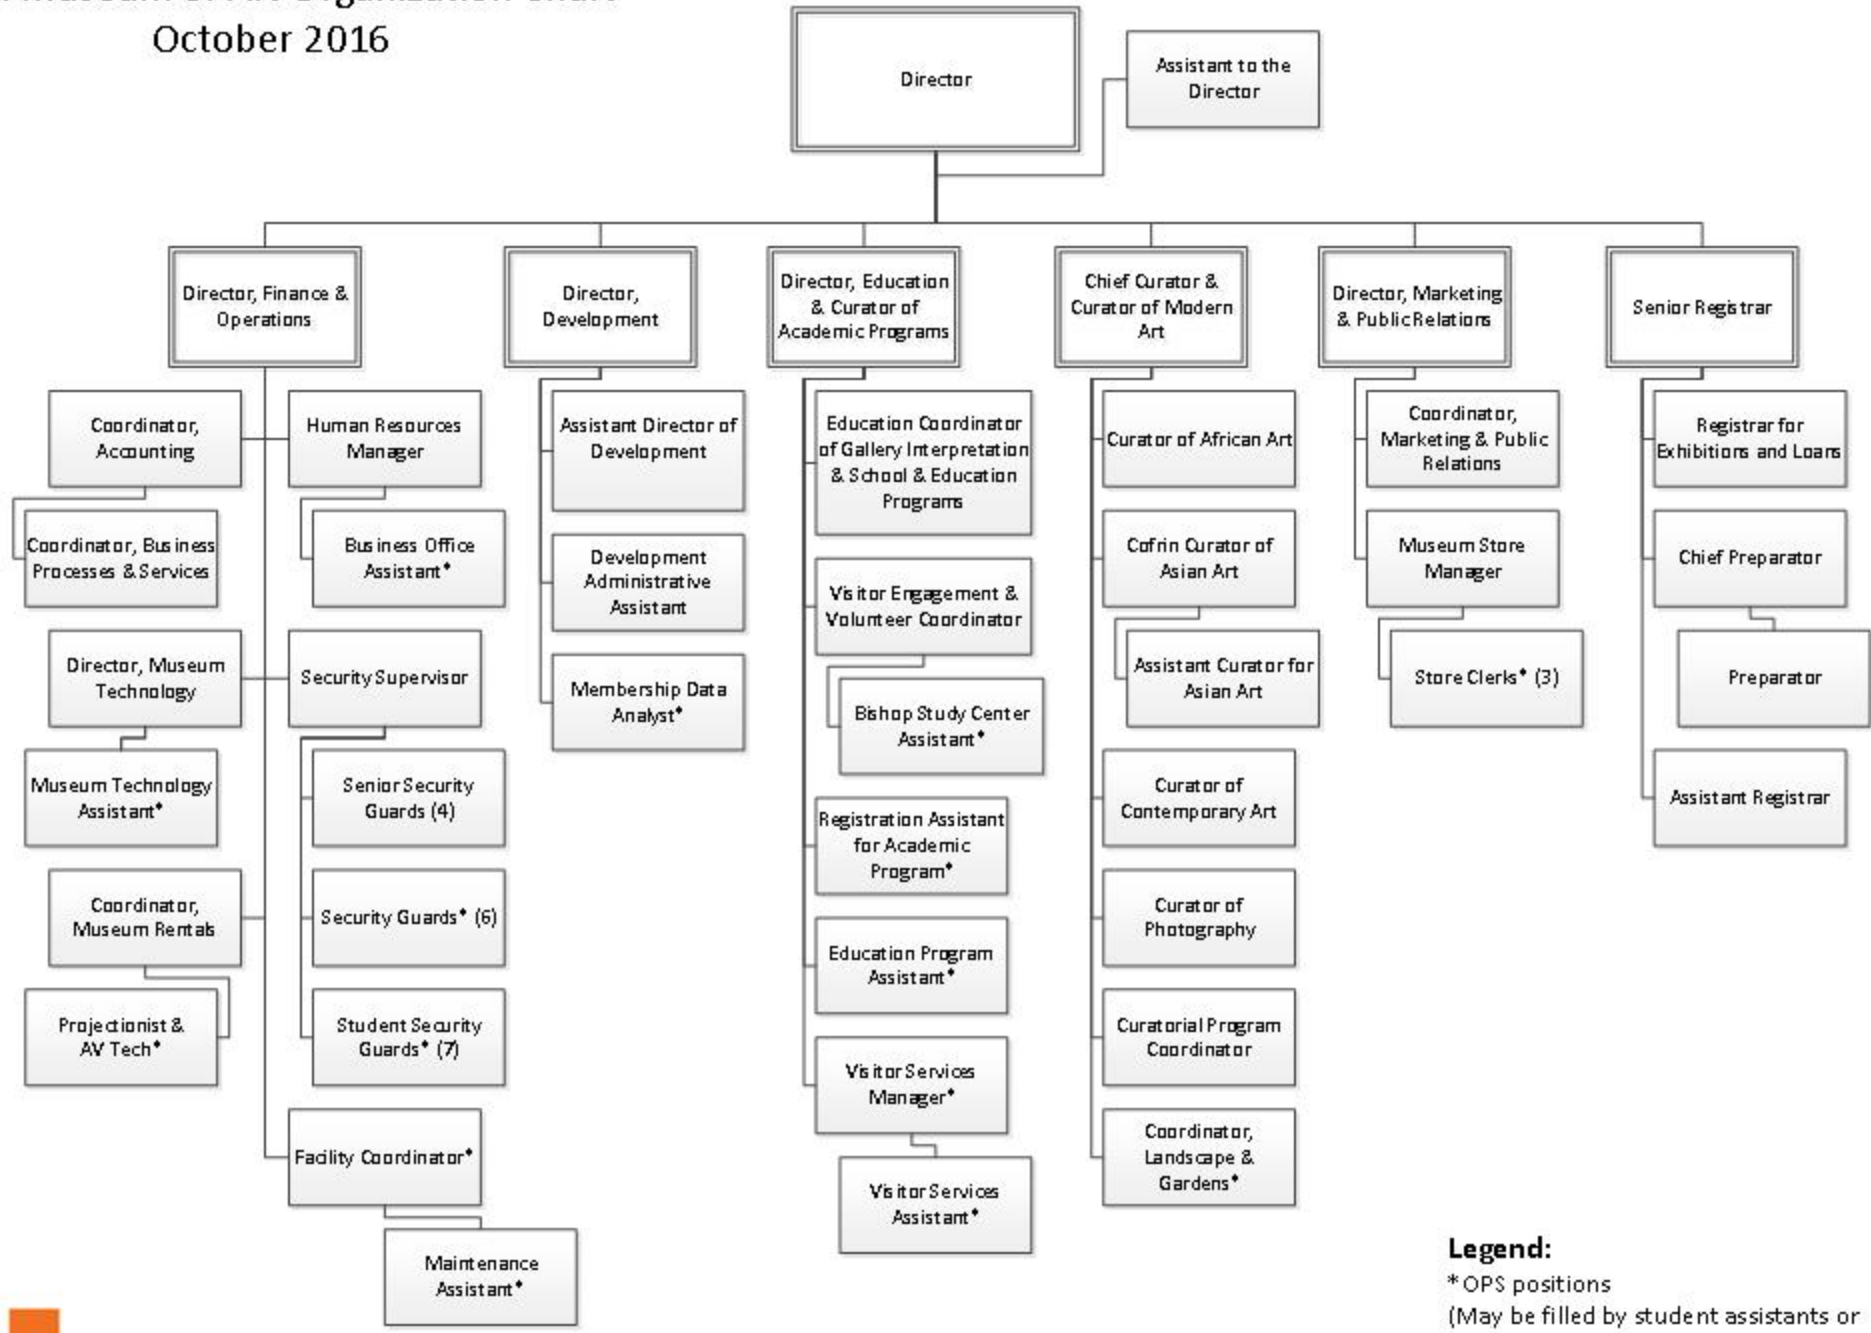 October 2016
Director
Assistant to the
Director
Director, Finance &
Operations
Director,
Development
Director, Education
& Curator of
Academic Programs
Chief Curator &
Curator of Modern
Art
Director, Marketing
& Public Relations
Senior Registrar
Coordinator,
Accounting
Human Resources
Manager
Coordinator, Business
Processes & Services
Business Office
Assistant*
Director, Museum
Technology
Security Supervisor
Museum Technology
Assistant*
Senior Security
Guards (4)
Coordinator,
Museum Rentals
Security Guards* (6)
Projectionist &
AV Tech*
Student Security
Guards* (7)
Facility Coordinator*
Maintenance
Assistant*
Assistant Director of
Development
Development
Administrative
Assistant
Membership Data
Analyst*
Education Coordinator
of Gallery Interpretation
& School & Education
Programs
Visitor Engagement &
Volunteer Coordinator
Bishop Study Center
Assistant*
Registration Assistant
for Academic
Program*
Education Program
Assistant*
Visitor Services
Manager*
Visitor Services
Assistant*
Curator of African Art
Cofrin Curator of
Asian Art
Assistant Curator for
Asian Art
Curator of
Contemporary Art
Curator of
Photography
Curatorial Program
Coordinator
Coordinator,
Landscape &
Gardens*
Coordinator,
Marketing & Public
Relations
Museum Store
Manager
Store Clerks* (3)
Registrar for
Exhibitions and Loans
Chief Preparator
Preparator
Assistant Registrar
Legend:
*OPS positions
(May be filled by student assistants or